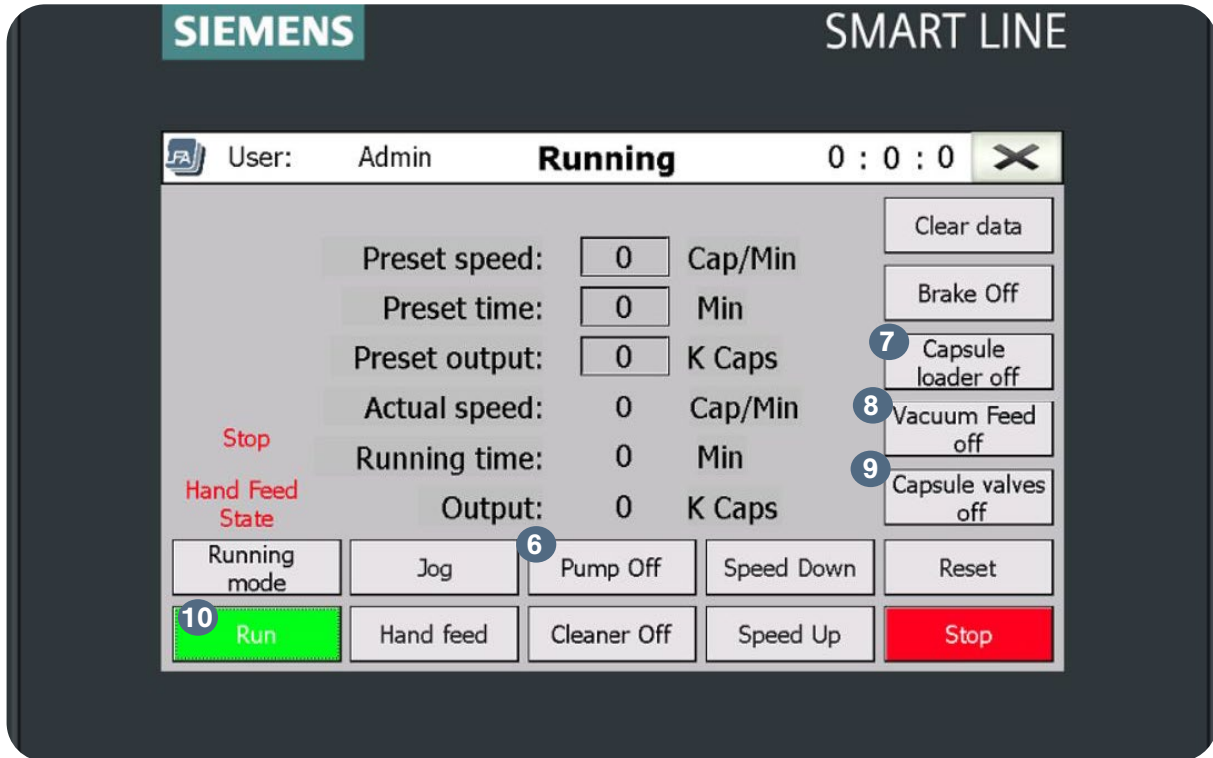 SIEMENS
SMART LINE
FA User: Admin Running 0 : 0 : 0
Clear data
Preset speed: 0 Cap/Min
Brake Off
Preset time: 0 Min
7 Capsule
loader off
Preset output: 0 K Caps
8 Vacuum Feed
off
Actual speed: 0 Cap/Min
Stop
Running time: 0 Min
9 Capsule valves
off
Hand Feed
State
Output: 0 K Caps
Running
mode
Jog
6 Pump Off
Speed Down
Reset
10 Run
Hand feed
Cleaner Off
Speed Up
Stop